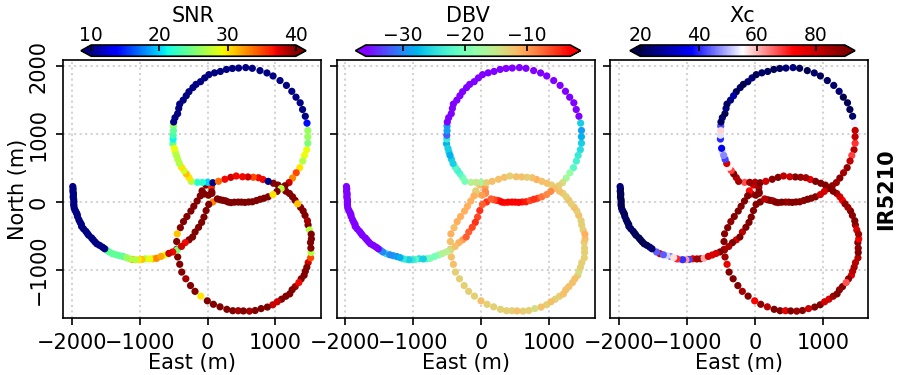 SNR DBV Xc
10 20 30 40 −30 −20 −10 20 40 60 80
2000
1000
0
−1000
North (m)
IR5210
−2000 −1000 0 1000 −2000 −1000 0 1000 −2000 −1000 0 1000
East (m) East (m) East (m)